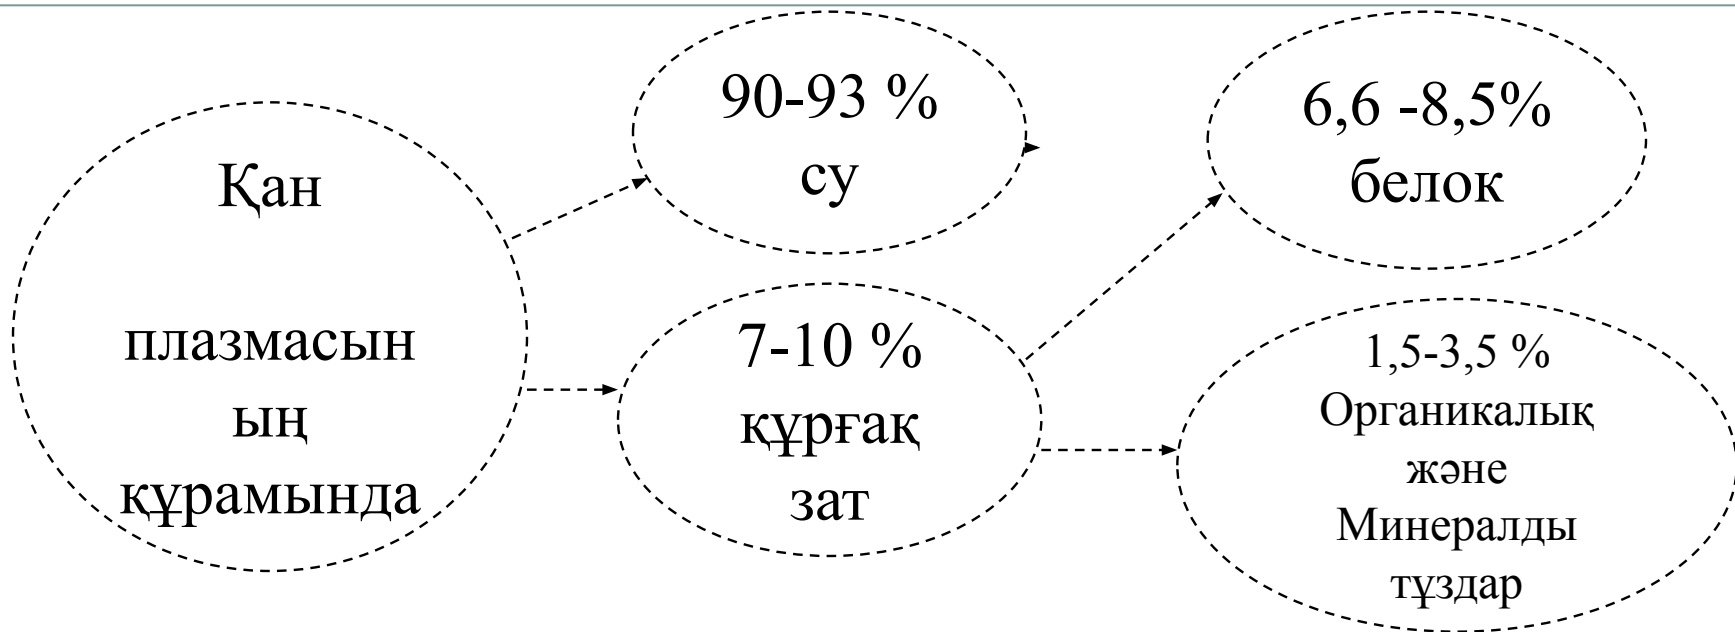 Қан
плазмасын
ың
құрамында
90-93 %
су
7-10 %
құрғақ
зат
6,6 -8,5%
белок
1,5-3,5 %
Органикалық
және
Минералды
тұздар